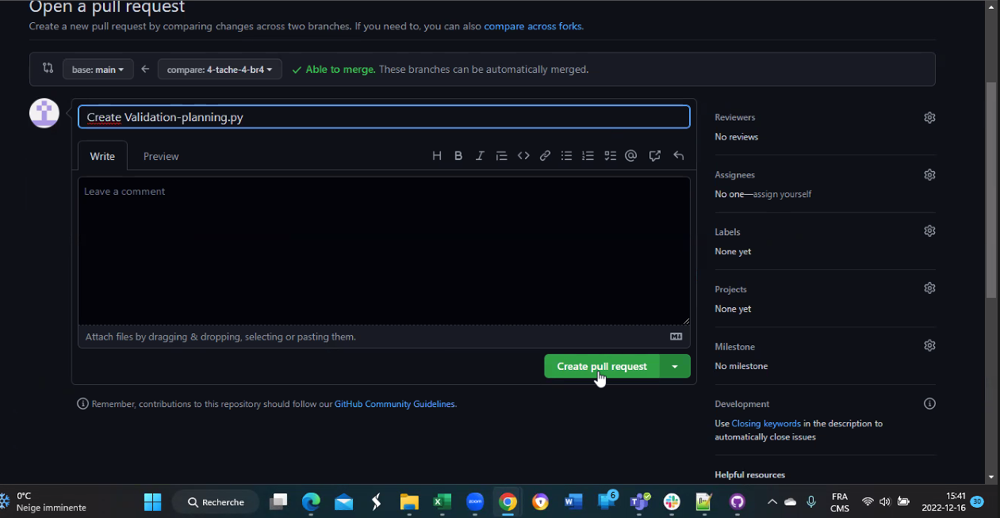 Open a pull request
Create a new pull request by comparing changes across two branches. If you need to, you can also compare across forks.
base: main
compare: 4-tache-4-br4
Able to merge. These branches can be automatically merged.
Create Validation-planning.py
Write
Preview
Leave a comment
Attach files by dragging & dropping, selecting or pasting them.
Create pull request
Remember, contributions to this repository should follow our GitHub Community Guidelines.
Reviewers
No reviews
Assignees
No one—assign yourself
Labels
None yet
Projects
None yet
Milestone
No milestone
Development
Use Closing keywords in the description to
automatically close issues
Helpful resources
0°C
Neige imminente
Recherche
zoom
6
FRA
CMS
15:41
2022-12-16
30